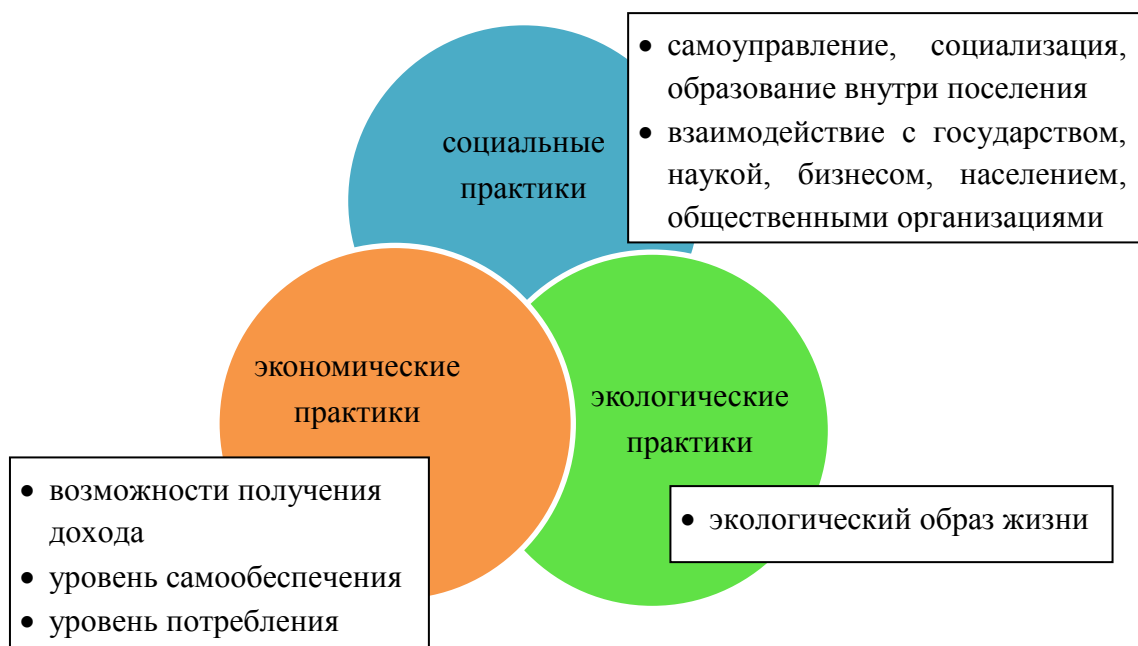 • самоуправление, социализация,
образование внутри поселения
• взаимодействие с государством,
наукой, бизнесом, населением,
общественными организациями
социальные
практики
экономические
практики
экологические
практики
• возможности получения
дохода
• уровень самообеспечения
• уровень потребления
• экологический образ жизни